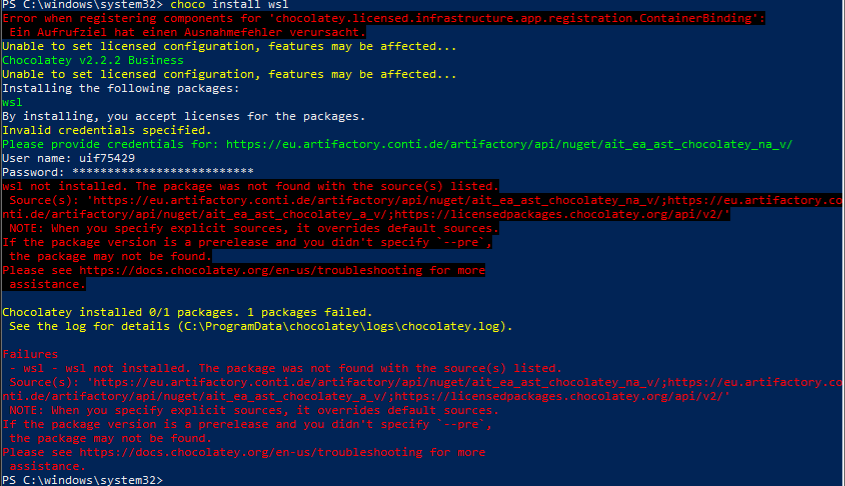 PS C:\windows\system32> choco install wsl
Error when registering components for 'chocolatey.licensed.infrastructure.app.registration.ContainerBinding':
 Ein Aufrufziel hat einen Ausnahmefehler verursacht.
Unable to set licensed configuration, features may be affected...
Chocolatey v2.2.2 Business
Unable to set licensed configuration, features may be affected...
Installing the following packages:
wsl
By installing, you accept licenses for the packages.
Invalid credentials specified.
Please provide credentials for: https://eu.artifactory.conti.de/artifactory/api/nuget/ait_ea_ast_chocolatey_na_v/
User name: uif75429
Password: **************************
wsl not installed. The package was not found with the source(s) listed.
 Source(s): 'https://eu.artifactory.conti.de/artifactory/api/nuget/ait_ea_ast_chocolatey_na_v/;https://eu.artifactory.co
nti.de/artifactory/api/nuget/ait_ea_ast_chocolatey_a_v/;https://licensedpackages.chocolatey.org/api/v2/'
 NOTE: When you specify explicit sources, it overrides default sources.
If the package version is a prerelease and you didn't specify `--pre`,
 the package may not be found.
Please see https://docs.chocolatey.org/en-us/troubleshooting for more
 assistance.
Chocolatey installed 0/1 packages. 1 packages failed.
 See the log for details (C:\ProgramData\chocolatey\logs\chocolatey.log).
Failures
 - wsl - wsl not installed. The package was not found with the source(s) listed.
 Source(s): 'https://eu.artifactory.conti.de/artifactory/api/nuget/ait_ea_ast_chocolatey_na_v/;https://eu.artifactory.co
nti.de/artifactory/api/nuget/ait_ea_ast_chocolatey_a_v/;https://licensedpackages.chocolatey.org/api/v2/'
 NOTE: When you specify explicit sources, it overrides default sources.
If the package version is a prerelease and you didn't specify `--pre`,
 the package may not be found.
Please see https://docs.chocolatey.org/en-us/troubleshooting for more
 assistance.
PS C:\windows\system32>